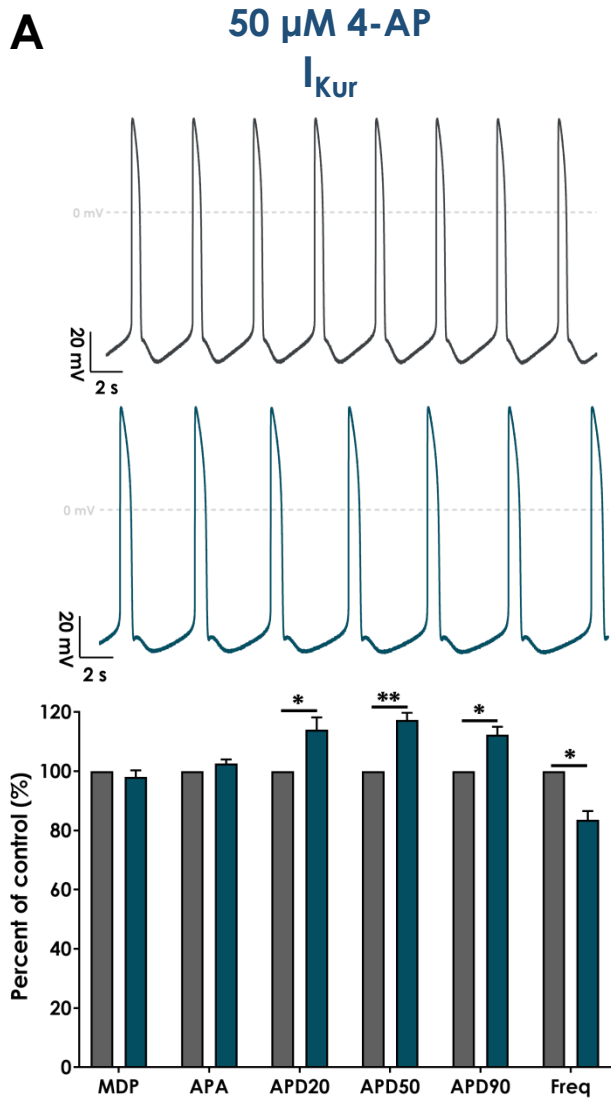 A
50 µM 4-AP
I_Kur
0 mV
20 mV
2 s
0 mV
20 mV
2 s
Percent of control (%)
120
100
80
60
40
20
0
* ** * *
MDP APA APD20 APD50 APD90 Freq